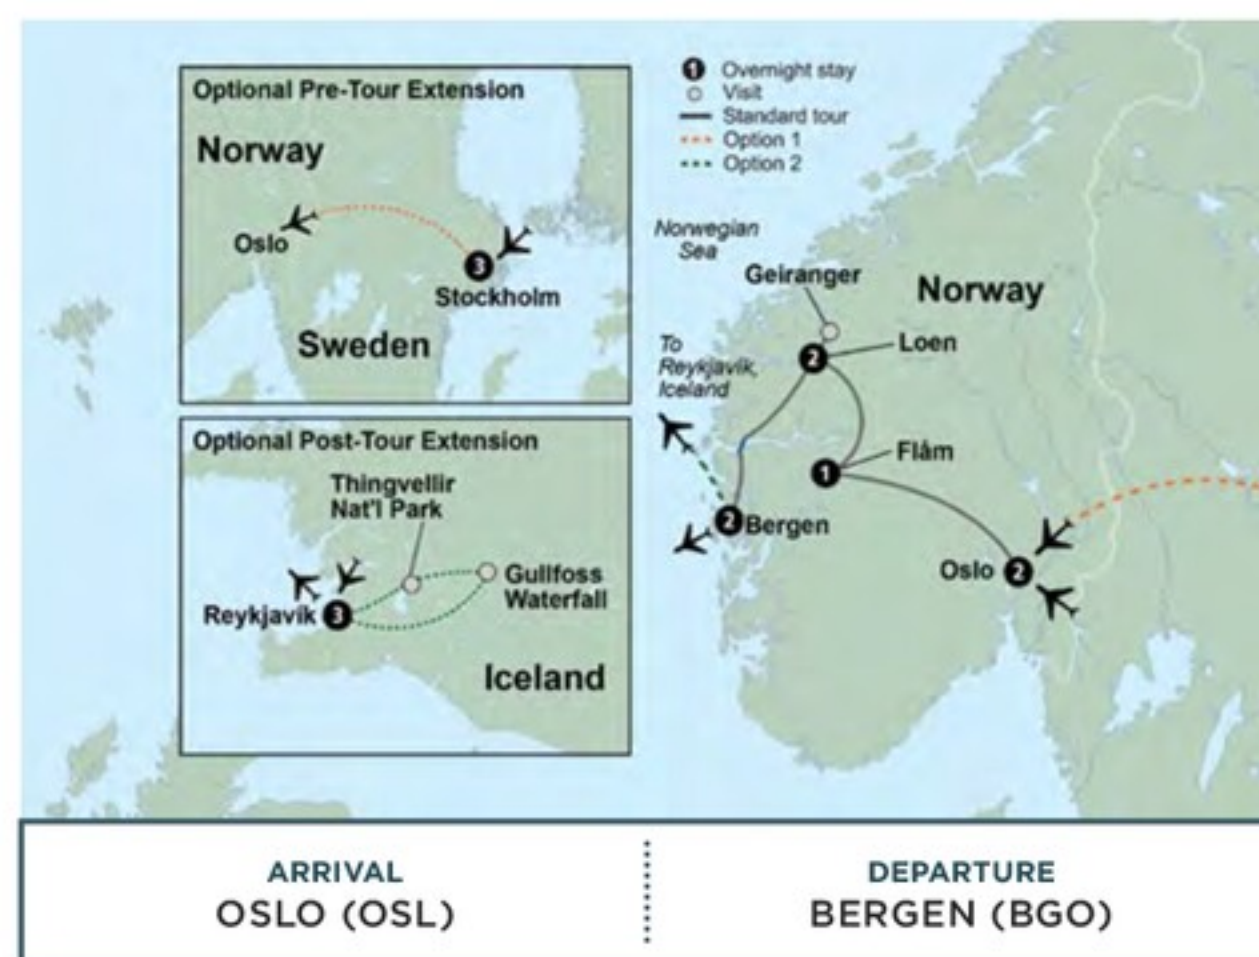 Optional Pre-Tour Extension
Norway
Oslo
3
Stockholm
Sweden
Optional Post-Tour Extension
Thingvellir
Nat'l Park
Gullfoss
Waterfall
Reykjavík 3
Iceland
1 Overnight stay
Visit
Standard tour
Option 1
Option 2
Norwegian
Sea
Geiranger
Norway
2
Loen
To
Reykjavík,
Iceland
Flåm
1
2 Bergen
Oslo 2
ARRIVAL
OSLO (OSL)
DEPARTURE
BERGEN (BGO)